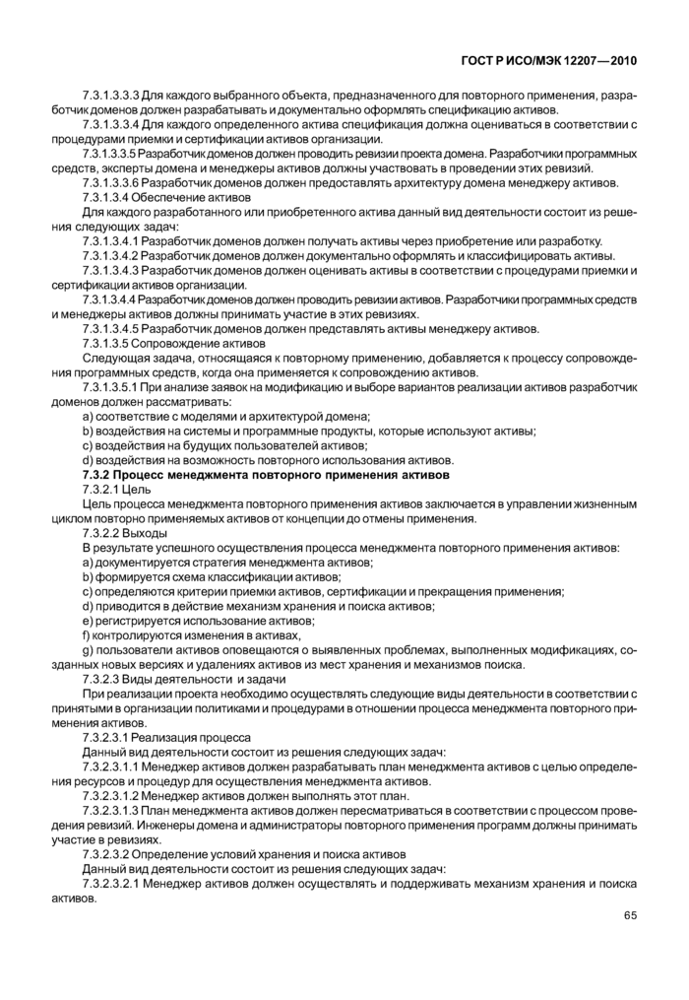 ГОСТ Р ИСО/МЭК 12207—2010
7.3.1.3.3.3 Для каждого выбранного объекта, предназначенного для повторного применения, разра-
ботчик доменов должен разрабатывать и документально оформлять спецификацию активов.
7.3.1.3.3.4 Для каждого определенного актива спецификация должна оцениваться в соответствии с
процедурами приемки и сертификации активов организации.
7.3.1.3.3.5 Разработчик доменов должен проводить ревизии проекта домена. Разработчики программных
средств, эксперты домена и менеджеры активов должны участвовать в проведении этих ревизий.
7.3.1.3.3.6 Разработчик доменов должен предоставлять архитектуру домена менеджеру активов.
7.3.1.3.4 Обеспечение активов
Для каждого разработанного или приобретенного актива данный вид деятельности состоит из реше-
ния следующих задач:
7.3.1.3.4.1 Разработчик доменов должен получать активы через приобретение или разработку.
7.3.1.3.4.2 Разработчик доменов должен документально оформлять и классифицировать активы.
7.3.1.3.4.3 Разработчик доменов должен оценивать активы в соответствии с процедурами приемки и
сертификации активов организации.
7.3.1.3.4.4 Разработчик доменов должен проводить ревизии активов. Разработчики программных средств
и менеджеры активов должны принимать участие в этих ревизиях.
7.3.1.3.4.5 Разработчик доменов должен представлять активы менеджеру активов.
7.3.1.3.5 Сопровождение активов
Следующая задача, относящаяся к повторному применению, добавляется к процессу сопровожде-
ния программных средств, когда она применяется к сопровождению активов.
7.3.1.3.5.1 При анализе заявок на модификацию и выборе вариантов реализации активов разработчик
доменов должен рассматривать:
a) соответствие с моделями и архитектурой домена;
b) воздействия на системы и программные продукты, которые используют активы;
c) воздействия на будущих пользователей активов;
d) воздействия на возможность повторного использования активов.
7.3.2 Процесс менеджмента повторного применения активов
7.3.2.1 Цель
Цель процесса менеджмента повторного применения активов заключается в управлении жизненным
циклом повторно применяемых активов от концепции до отмены применения.
7.3.2.2 Выходы
В результате успешного осуществления процесса менеджмента повторного применения активов:
a) документируется стратегия менеджмента активов;
b) формируется схема классификации активов;
c) определяются критерии приемки активов, сертификации и прекращения применения;
d) приводится в действие механизм хранения и поиска активов;
e) регистрируется использование активов;
f) контролируются изменения в активах,
g) пользователи активов оповещаются о выявленных проблемах, выполненных модификациях, со-
зданных новых версиях и удалениях активов из мест хранения и механизмов поиска.
7.3.2.3 Виды деятельности и задачи
При реализации проекта необходимо осуществлять следующие виды деятельности в соответствии с
принятыми в организации политиками и процедурами в отношении процесса менеджмента повторного при-
менения активов.
7.3.2.3.1 Реализация процесса
Данный вид деятельности состоит из решения следующих задач:
7.3.2.3.1.1 Менеджер активов должен разрабатывать план менеджмента активов с целью определе-
ния ресурсов и процедур для осуществления менеджмента активов.
7.3.2.3.1.2 Менеджер активов должен выполнять этот план.
7.3.2.3.1.3 План менеджмента активов должен пересматриваться в соответствии с процессом прове-
дения ревизий. Инженеры домена и администраторы повторного применения программ должны принимать
участие в ревизиях.
7.3.2.3.2 Определение условий хранения и поиска активов
Данный вид деятельности состоит из решения следующих задач:
7.3.2.3.2.1 Менеджер активов должен осуществлять и поддерживать механизм хранения и поиска
активов.
65